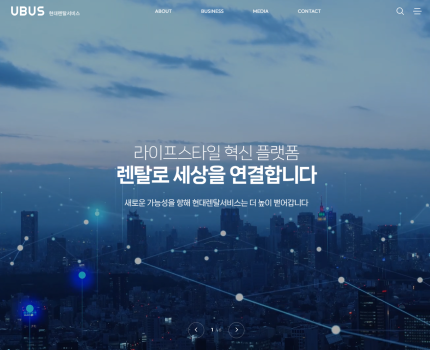 UBUS 현대렌탈서비스
ABOUT BUSINESS MEDIA CONTACT
라이프스타일 혁신 플랫폼
렌탈로 세상을 연결합니다
새로운 가능성을 향해 현대렌탈서비스는 더 높이 뻗어갑니다
1